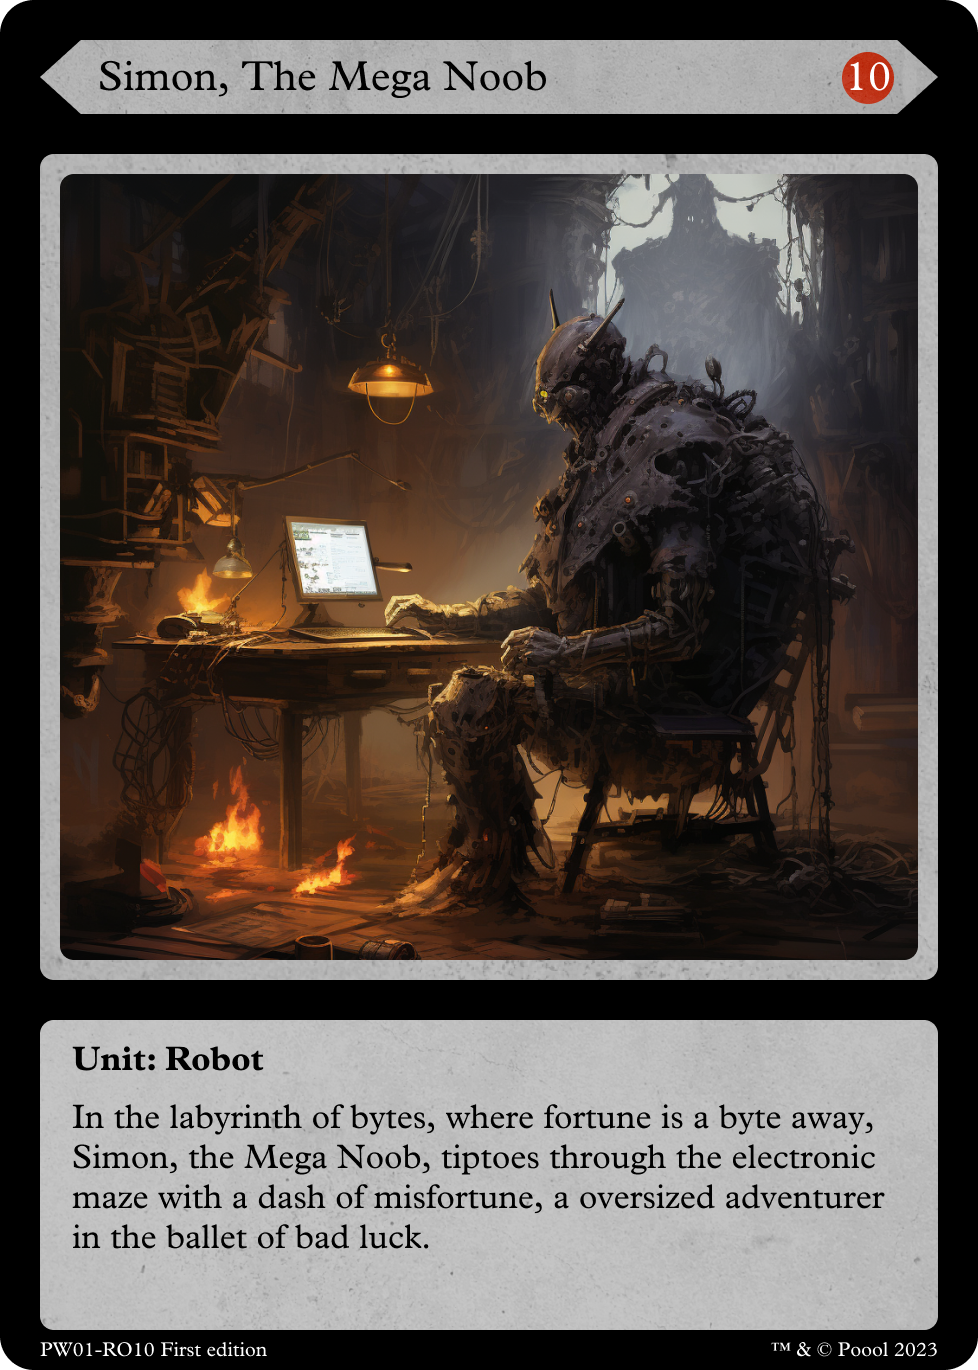 Simon, The Mega Noob
10
Unit: Robot
In the labyrinth of bytes, where fortune is a byte away,
Simon, the Mega Noob, tiptoes through the electronic
maze with a dash of misfortune, a oversized adventurer
in the ballet of bad luck.
PW01-RO10 First edition
™ & © Poool 2023